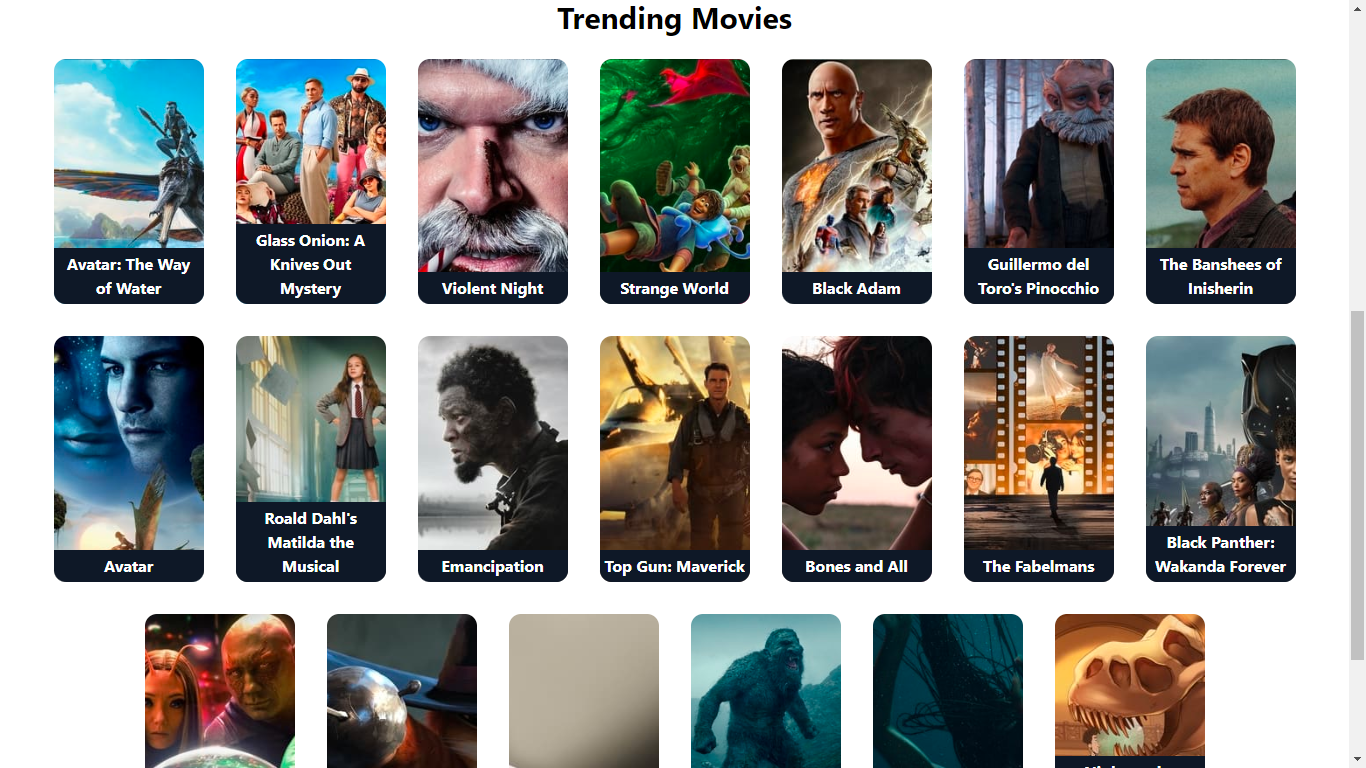 Trending Movies
Avatar: The Way
of Water
Glass Onion: A
Knives Out
Mystery
Violent Night
Strange World
Black Adam
Guillermo del
Toro's Pinocchio
The Banshees of
Inisherin
Avatar
Roald Dahl's
Matilda the
Musical
Emancipation
Top Gun: Maverick
Bones and All
The Fabelmans
Black Panther:
Wakanda Forever